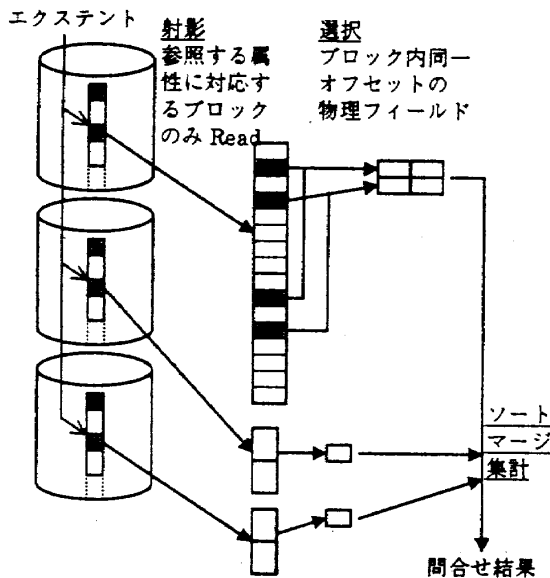 エクステント
射影
参照する属
性に対応す
るブロック
のみ Read
選択
ブロック内同一
オフセットの
物理フィールド
ソート
マージ
集計
問合せ結果